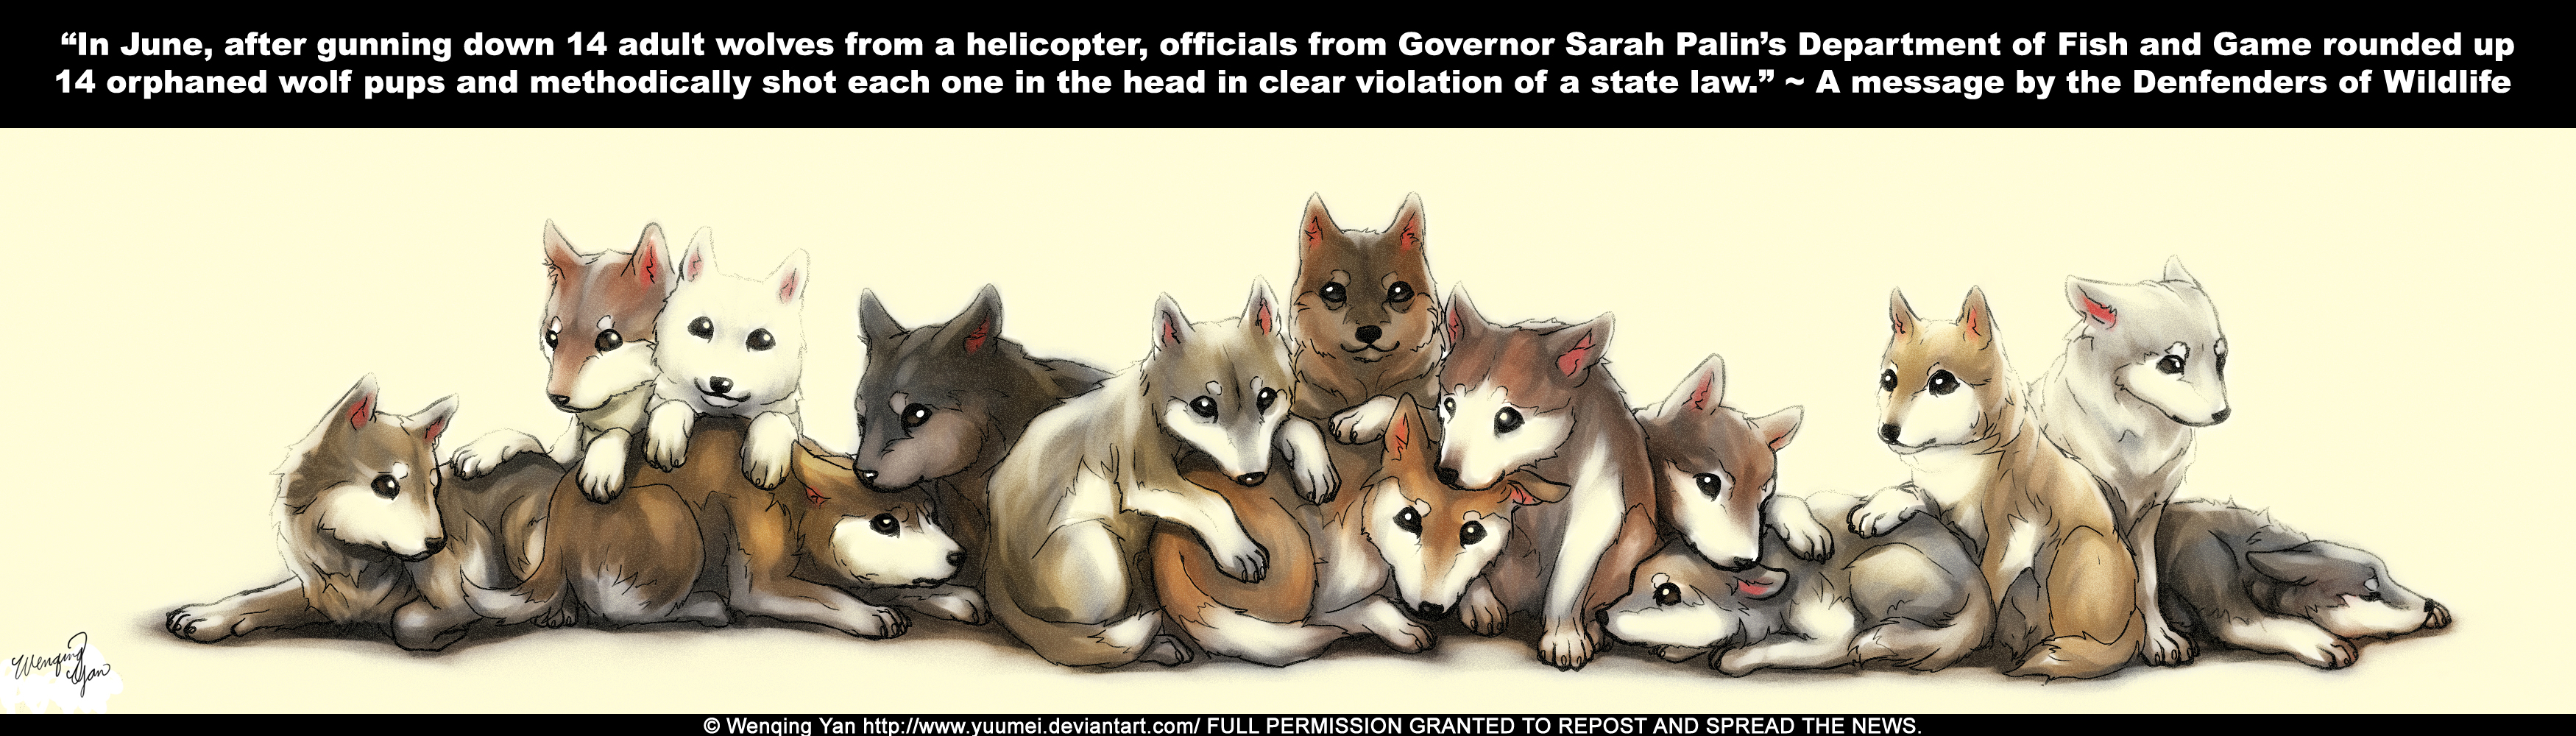 “In June, after gunning down 14 adult wolves from a helicopter, officials from Governor Sarah Palin’s Department of Fish and Game rounded up
14 orphaned wolf pups and methodically shot each one in the head in clear violation of a state law.” ~ A message by the Denfenders of Wildlife
Wenqing
Yan
© Wenqing Yan http://www.yuumei.deviantart.com/ FULL PERMISSION GRANTED TO REPOST AND SPREAD THE NEWS.